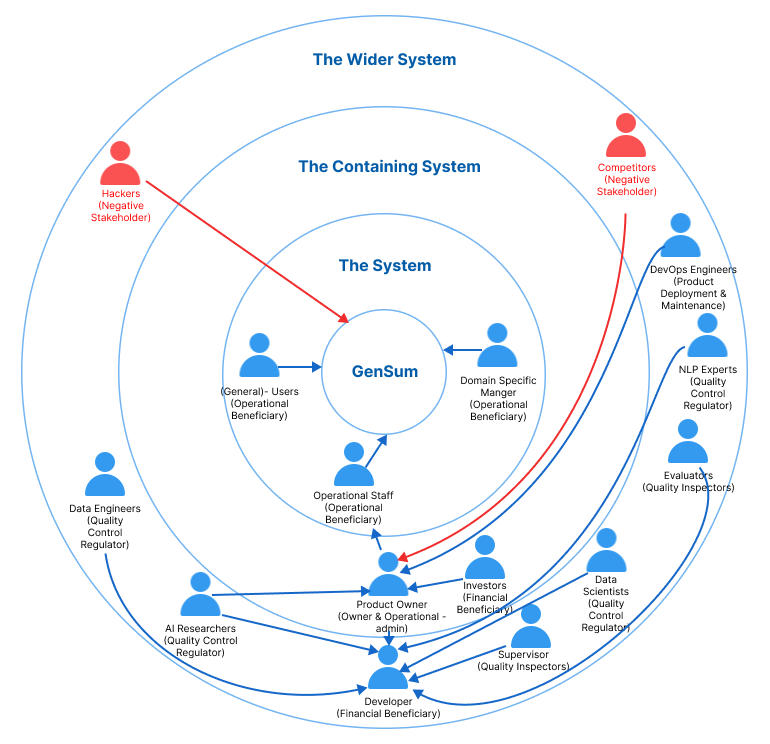 The Wider System
The Containing System
The System
GenSum
Hackers
(Negative
Stakeholder)
Competitors
(Negative
Stakeholder)
DevOps Engineers
(Product
Deployment &
Maintenance)
(General)- Users
(Operational
Beneficiary)
Domain Specific
Manger
(Operational
Beneficiary)
NLP Experts
(Quality
Control
Regulator)
Operational Staff
(Operational
Beneficiary)
Evaluators
(Quality Inspectors)
Data Engineers
(Quality
Control
Regulator)
Product Owner
(Owner & Operational -
admin)
Investors
(Financial
Beneficiary)
Data
Scientists
(Quality
Control
Regulator)
AI Researchers
(Quality Control
Regulator)
Supervisor
(Quality Inspectors)
Developer
(Financial Beneficiary)